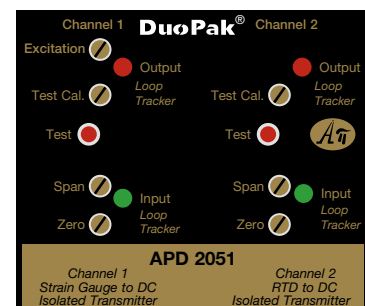 Channel 1 DuoPak® Channel 2
Excitation
Output Output
Test Cal. Loop Tracker Test Cal. Loop Tracker
Test Test
Span Input Span Input
Zero Loop Tracker Zero Loop Tracker
APD 2051
Channel 1 Channel 2
Strain Gauge to DC RTD to DC
Isolated Transmitter Isolated Transmitter